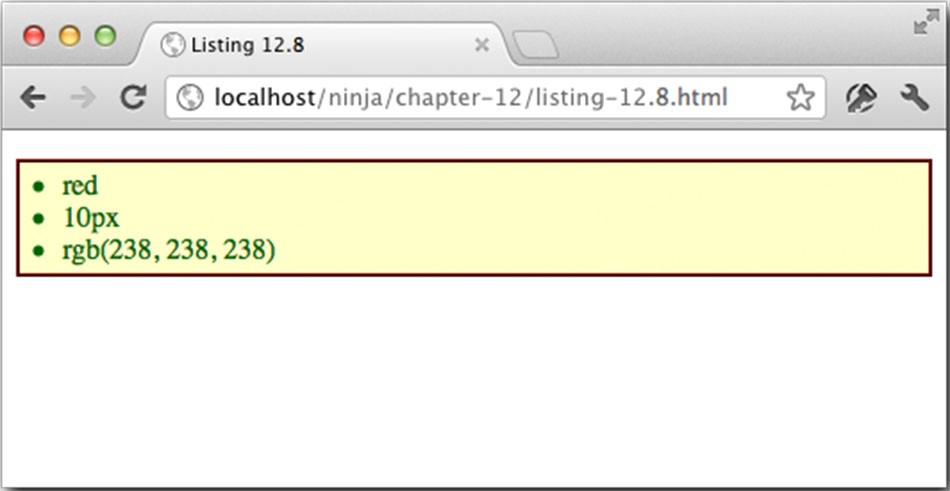 Listing 12.8
localhost/ninja/chapter-12/listing-12.8.html
red
10px
rgb(238, 238, 238)